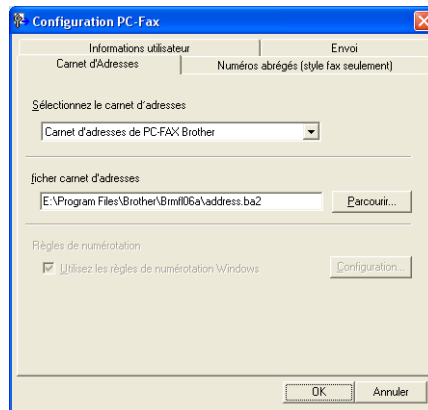 Configuration PC-Fax
Informations utilisateur
Envoi
Carnet d'Adresses
Numéros abrégés (style fax seulement)
Sélectionnez le carnet d'adresses
Carnet d'adresses de PC-FAX Brother
ficher carnet d'adresses
E:\Program Files\Brother\Brmfl06a\address.ba2
Parcourir...
Règles de numérotation
Utilisez les règles de numérotation Windows
Configuration...
OK
Annuler